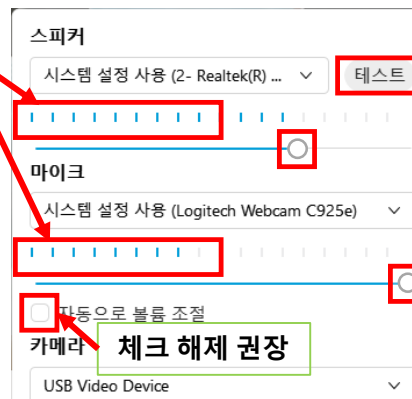 스피커
시스템 설정 사용 (2- Realtek(R) ...
테스트
마이크
시스템 설정 사용 (Logitech Webcam C925e)
자동으로 볼륨 조절
카메라
체크 해제 권장
USB Video Device